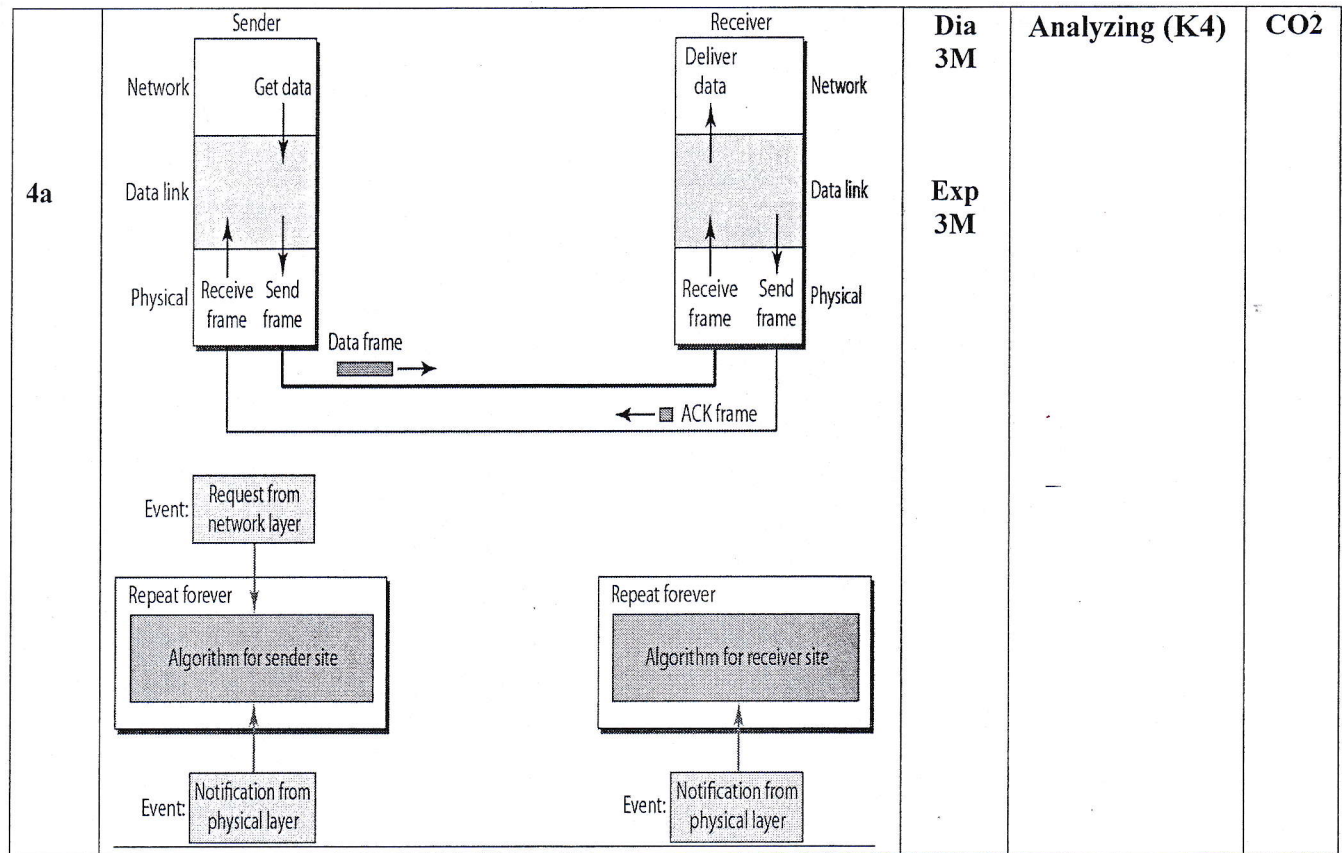 4a
Sender
Receiver
Network
Get data
Deliver
data
Network
Data link
Data link
Physical
Receive
frame
Send
frame
Receive
frame
Send
frame
Physical
Data frame
ACK frame
Event:
Request from
network layer
Repeat forever
Algorithm for sender site
Repeat forever
Algorithm for receiver site
Event:
Notification from
physical layer
Event:
Notification from
physical layer
Dia
3M
Exp
3M
Analyzing (K4)
CO2